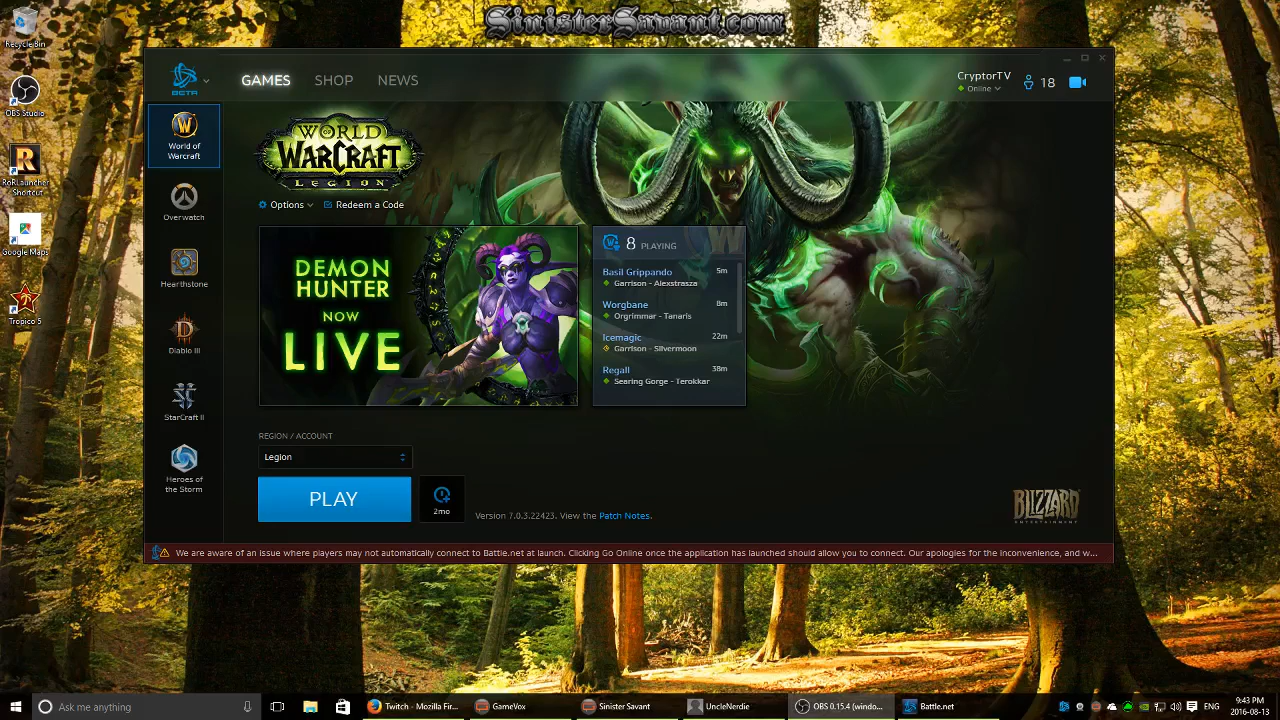 SinisterSavant.com
Recycle Bin
OBS Studio
RoRLauncher - Shortcut
Google Maps
Tropico 5
BETA
GAMES
SHOP
NEWS
CryptorTV
Online
18
World of
Warcraft
Overwatch
Hearthstone
Diablo III
StarCraft II
Heroes of
the Storm
WORLD
WARCRAFT
LEGION
Options
Redeem a Code
DEMON
HUNTER
NOW
LIVE
8 PLAYING
Basil Grippando 5m
Garrison - Alexstrasza
Worgbane 8m
Orgrimmar - Tanaris
Icemagic 22m
Garrison - Silvermoon
Regall 38m
Searing Gorge - Terokkar
REGION / ACCOUNT
Legion
PLAY
2mo
Version 7.0.3.22423. View the Patch Notes.
BLIZZARD
ENTERTAINMENT
We are aware of an issue where players may not automatically connect to Battle.net at launch. Clicking Go Online once the application has launched should allow you to connect. Our apologies for the inconvenience, and w...
Ask me anything
Twitch - Mozilla Fir...
GameVox
Sinister Savant
UncleNerdie
OBS 0.15.4 (windo...
Battle.net
ENG
9:43 PM
2016-08-13